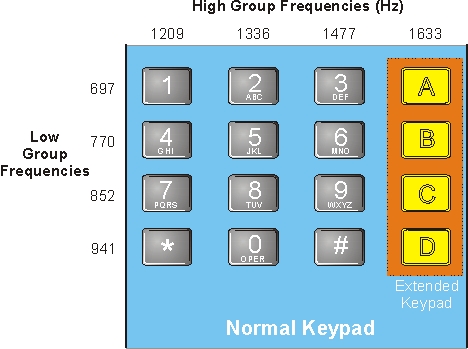 High Group Frequencies (Hz)
1209 1336 1477 1633
697 1 2 3 A
ABC DEF
Low
Group
Frequencies
770 4 5 6 B
GHI JKL MNO
852 7 8 9 C
PQRS TUV WXYZ
941 * 0 # D
OPER
Extended
Keypad
Normal Keypad